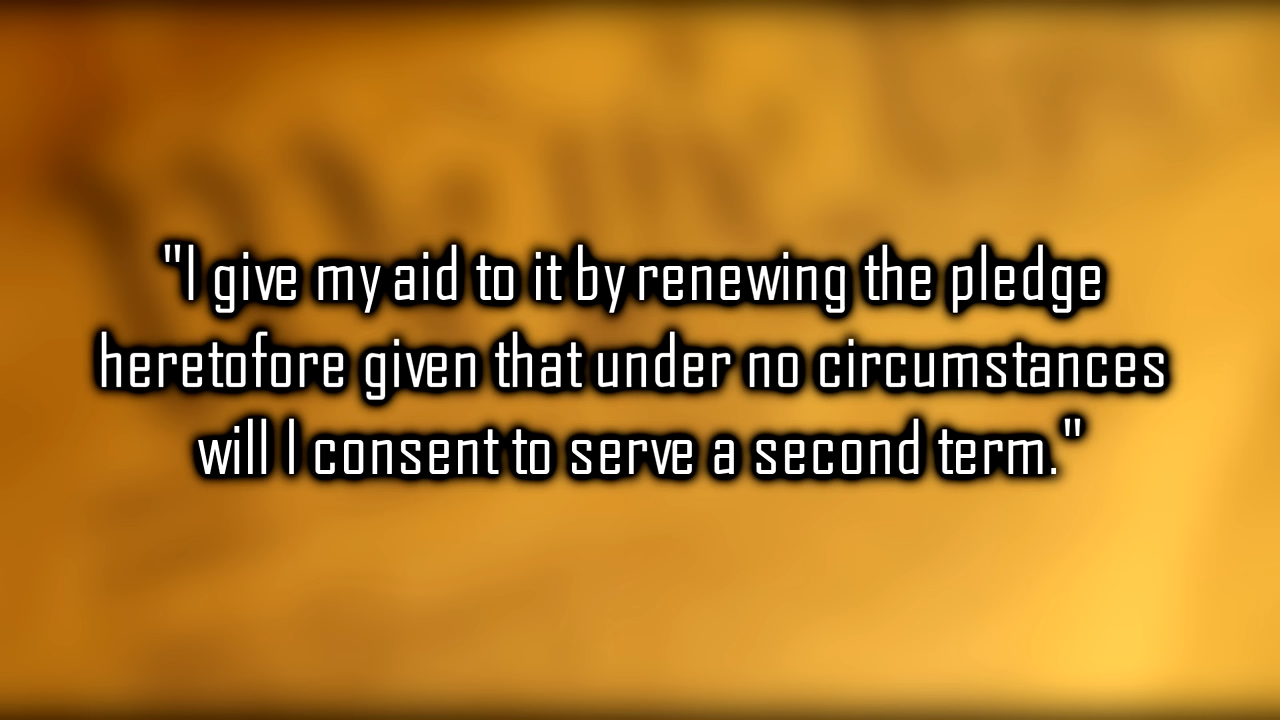 "I give my aid to it by renewing the pledge
heretofore given that under no circumstances
will I consent to serve a second term."